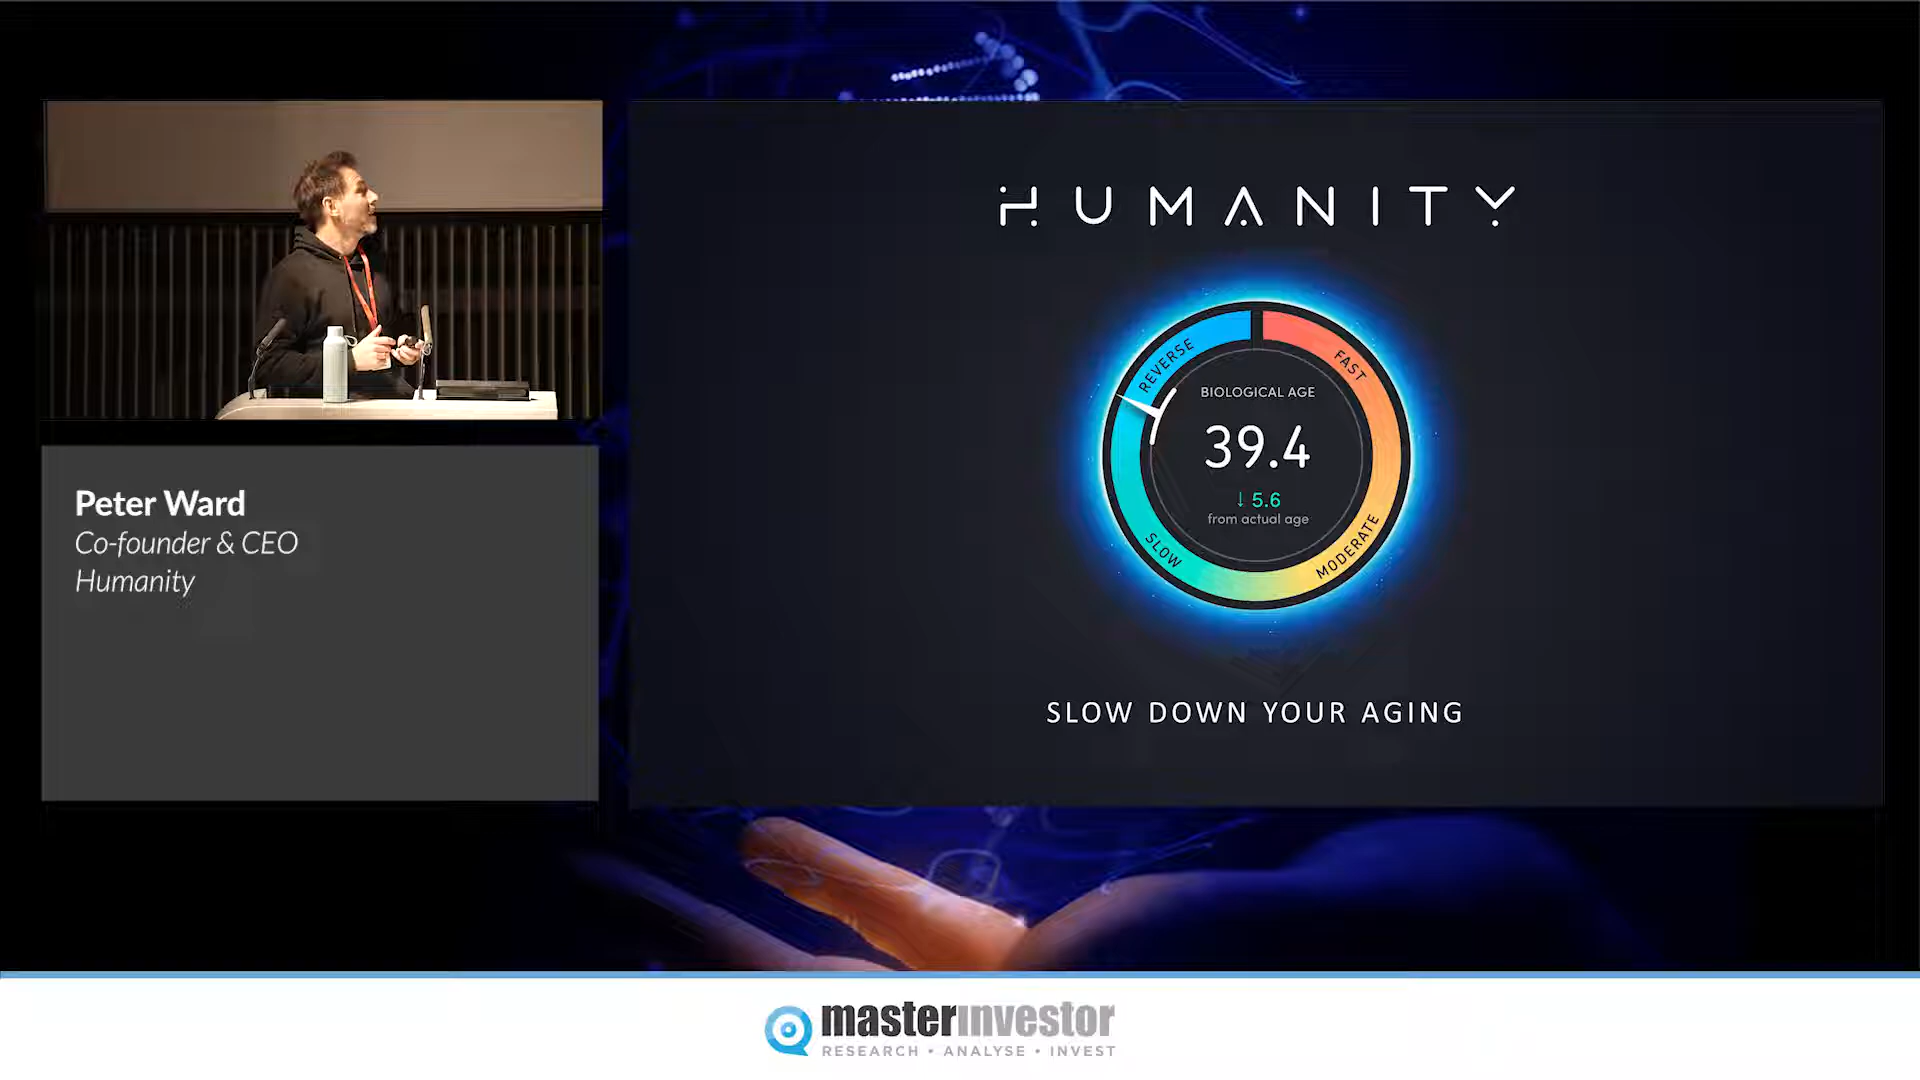 HUMANITY
REVERSE
FAST
BIOLOGICAL AGE
39.4
↓ 5.6
from actual age
SLOW
MODERATE
SLOW DOWN YOUR AGING
Peter Ward
Co-founder & CEO
Humanity
masterinvestor
RESEARCH • ANALYSE • INVEST